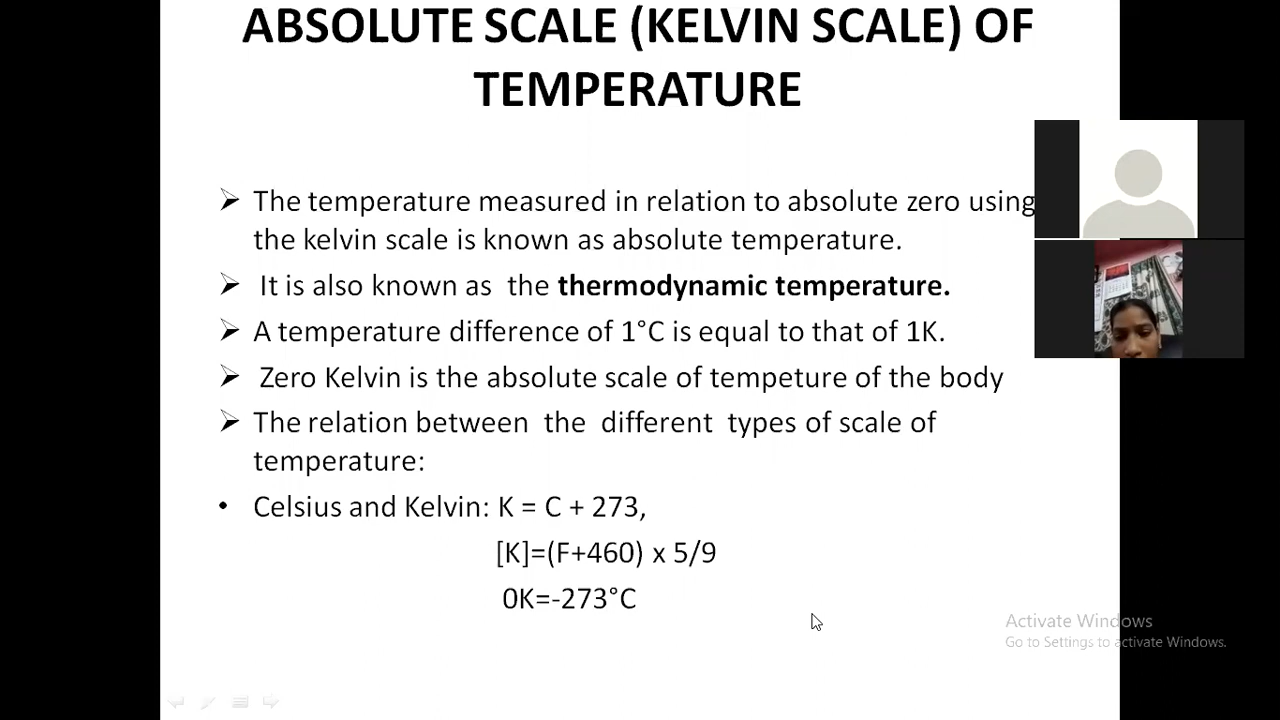 ABSOLUTE SCALE (KELVIN SCALE) OF
TEMPERATURE
The temperature measured in relation to absolute zero using
the kelvin scale is known as absolute temperature.
It is also known as the thermodynamic temperature.
A temperature difference of 1°C is equal to that of 1K.
Zero Kelvin is the absolute scale of tempeture of the body
The relation between the different types of scale of
temperature:
• Celsius and Kelvin: K = C + 273,
[K]=(F+460) x 5/9
0K=-273°C
Activate Windows
Go to Settings to activate Windows.